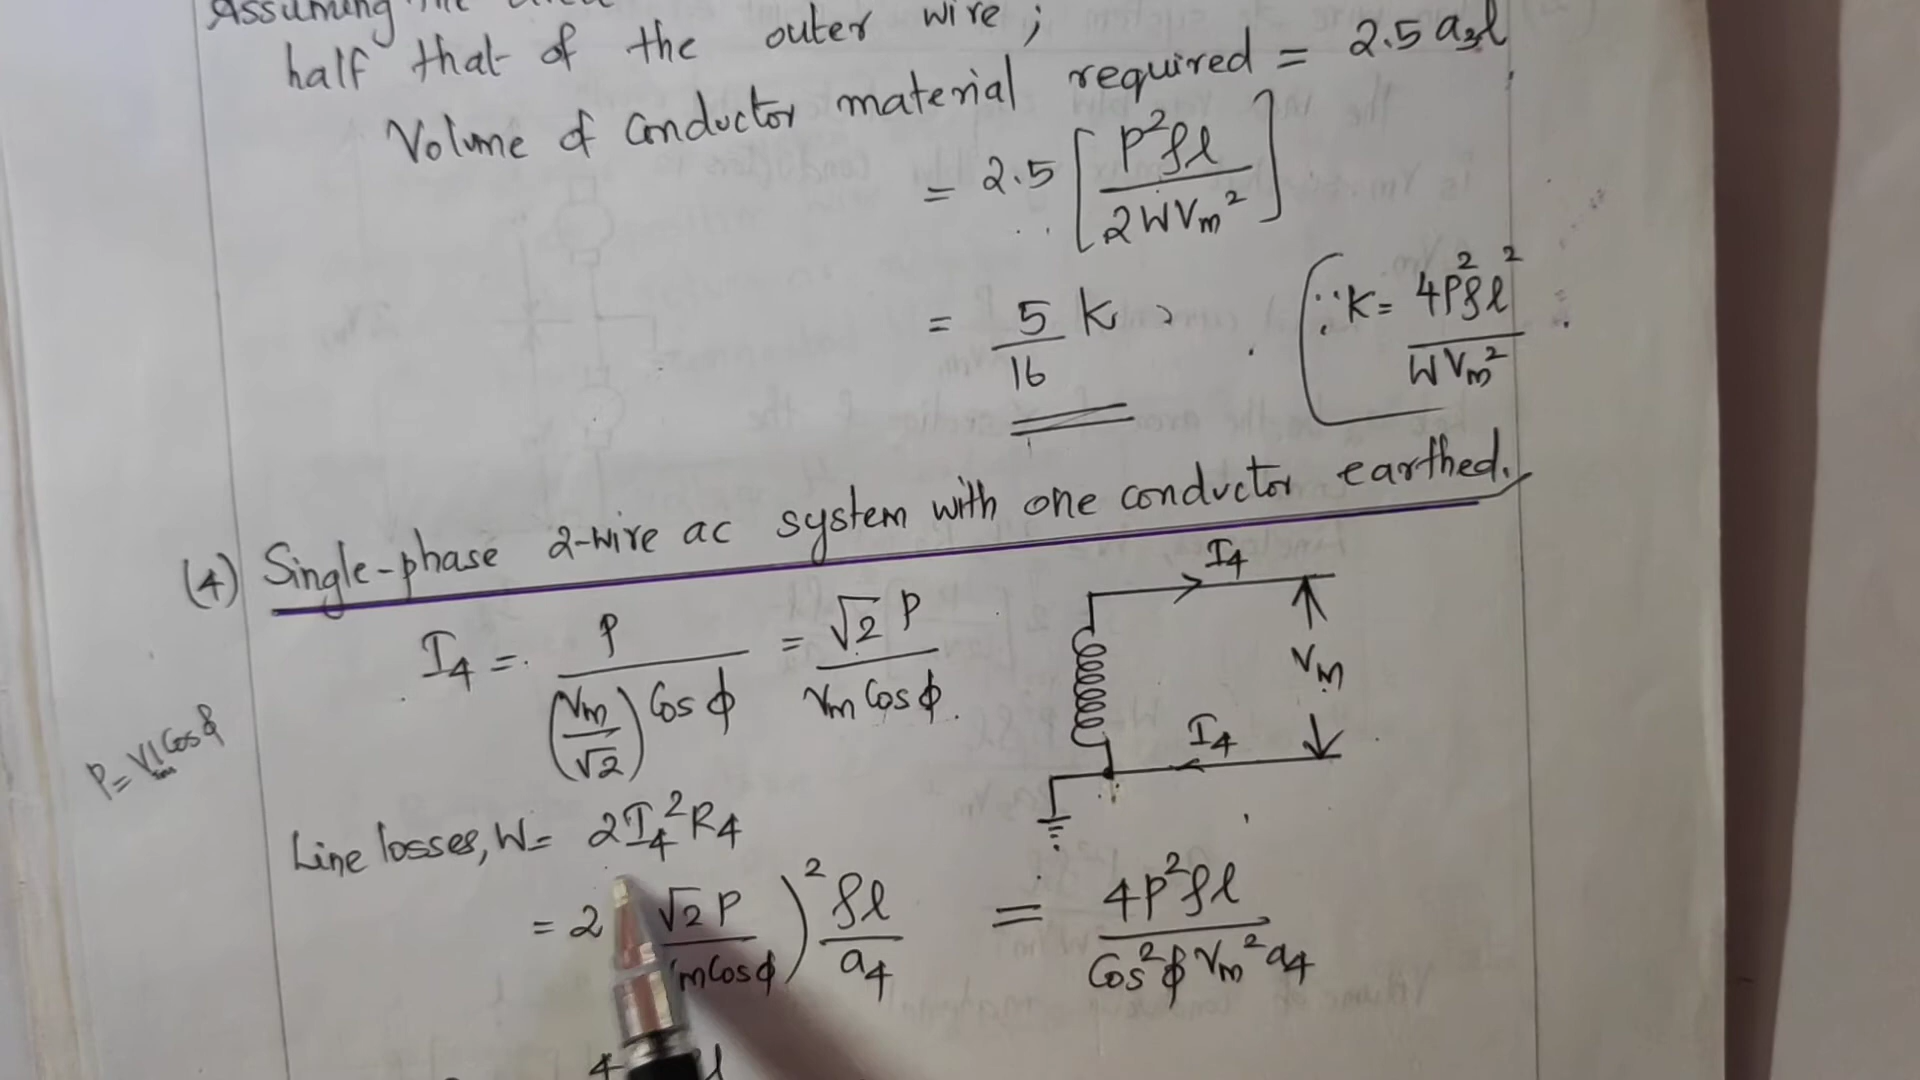 Assuming the area
half that of the outer wire;
Volume of Conductor material required = 2.5 a₃l
= 2.5 [P²ρl / 2WVm²]
= 5/16 K, (∵ K = 4P²ρl² / WVm²
(4) Single-phase 2-wire ac system with one conductor earthed.
I₄ = P / (Vm/√2) Cos ϕ = √2 P / Vm Cos ϕ.
I₄
Vm
I₄
P = VI Cos ϕ
Line losses, W = 2I₄²R₄
= 2 √2 P / m Cos ϕ)² ρl / a₄ = 4P²ρl / Cos²ϕ Vm² a₄